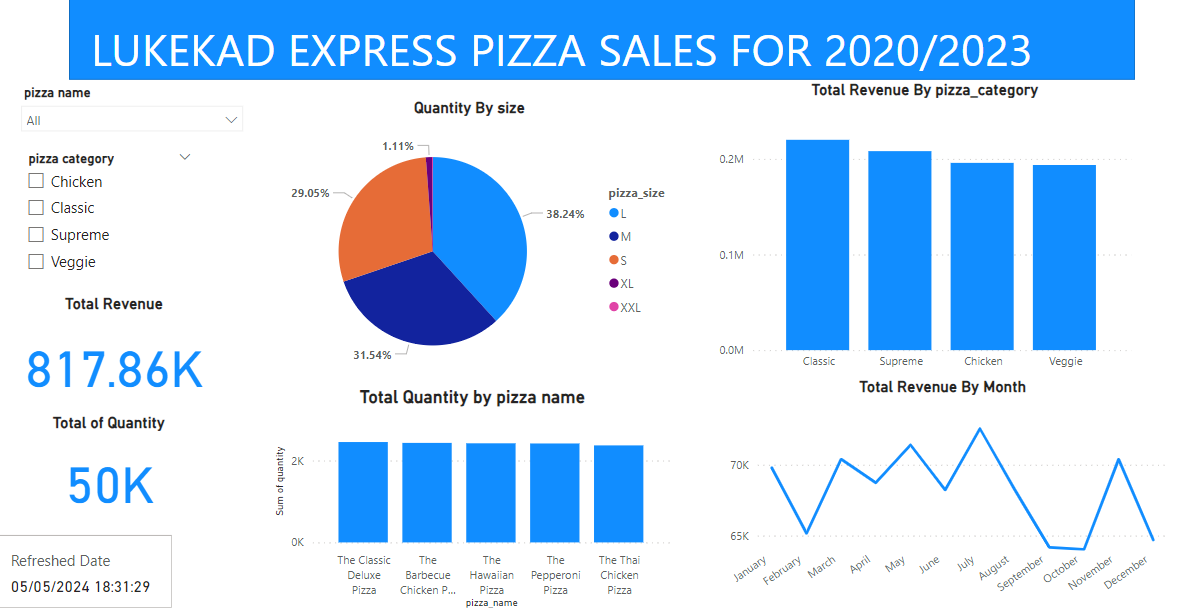 LUKEKAD EXPRESS PIZZA SALES FOR 2020/2023
pizza name
All
pizza category
Chicken
Classic
Supreme
Veggie
Total Revenue
817.86K
Total of Quantity
50K
Refreshed Date
05/05/2024 18:31:29
Quantity By size
1.11%
29.05%
38.24%
31.54%
pizza_size
L
M
S
XL
XXL
Total Quantity by pizza name
Sum of quantity
2K
0K
The Classic
Deluxe
Pizza
The
Barbecue
Chicken P...
The
Hawaiian
Pizza
The
Pepperoni
Pizza
The Thai
Chicken
Pizza
pizza_name
Total Revenue By pizza_category
0.2M
0.1M
0.0M
Classic
Supreme
Chicken
Veggie
Total Revenue By Month
70K
65K
January
February
March
April
May
June
July
August
September
October
November
December